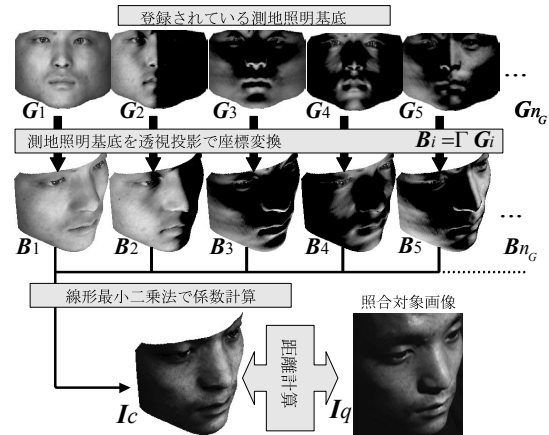 登録されている測地照明基底
G1 G2 G3 G4 G5 ... GnG
測地照明基底を透視投影で座標変換 Bi=Γ Gi
B1 B2 B3 B4 B5 ... BnG
線形最小二乗法で係数計算
照合対象画像
距離計算
Ic
Iq